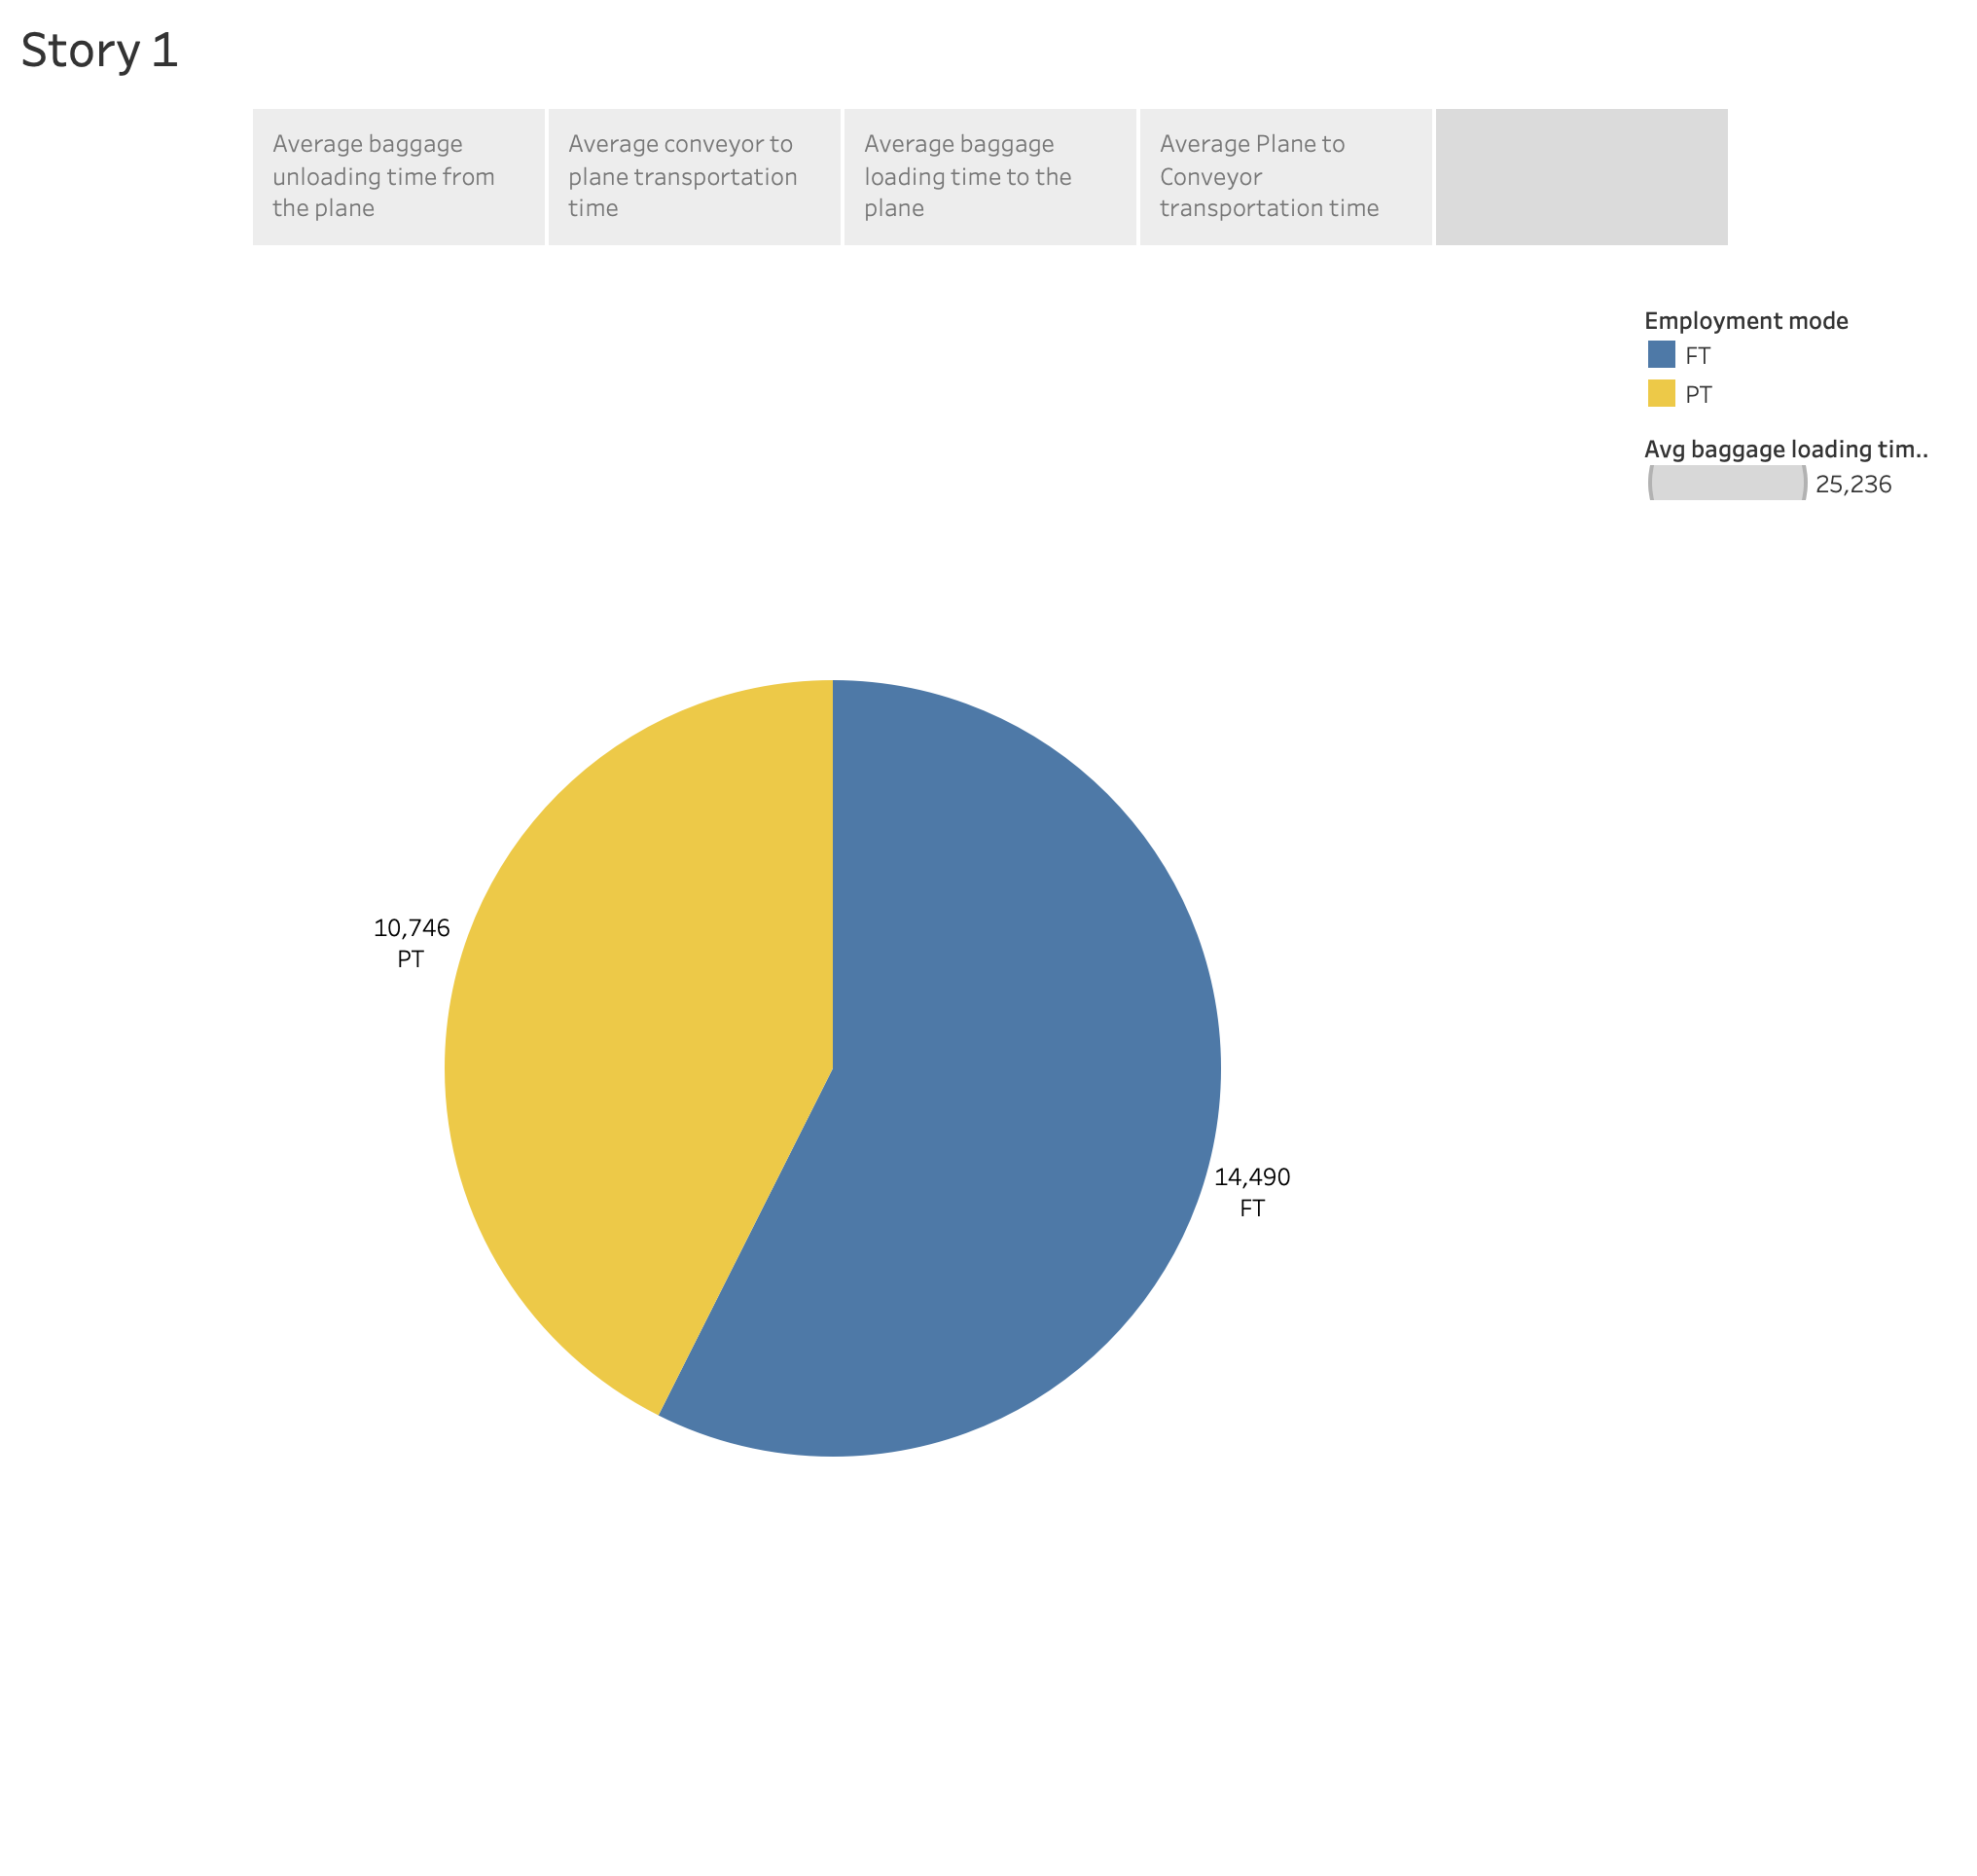 Story 1
Average baggage
unloading time from
the plane
Average conveyor to
plane transportation
time
Average baggage
loading time to the
plane
Average Plane to
Conveyor
transportation time
Employment mode
FT
PT
Avg baggage loading tim..
25,236
10,746
PT
14,490
FT